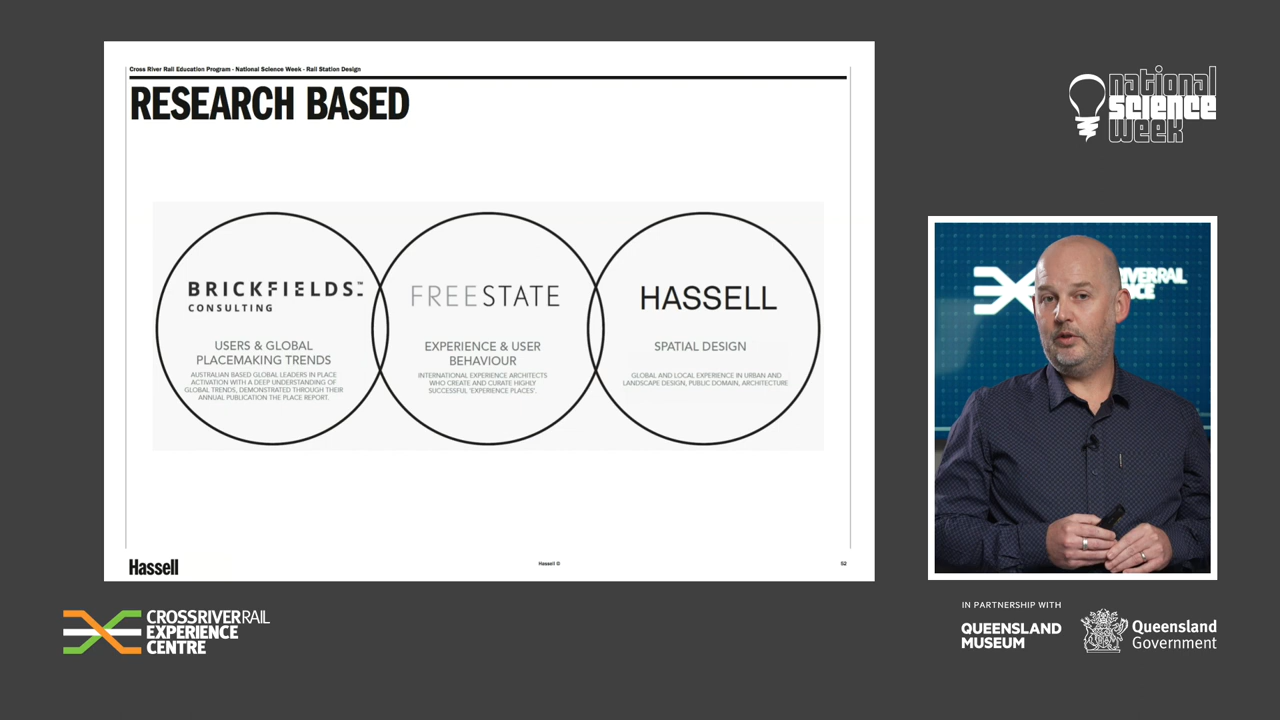 Cross River Rail Education Program - National Science Week - Rail Station Design
RESEARCH BASED
BRICKFIELDS™
CONSULTING
USERS & GLOBAL
PLACEMAKING TRENDS
AUSTRALIAN BASED GLOBAL LEADERS IN PLACE
ACTIVATION WITH A DEEP UNDERSTANDING OF
GLOBAL TRENDS, DEMONSTRATED THROUGH THEIR
ANNUAL PUBLICATION THE PLACE REPORT.
FREESTATE
EXPERIENCE & USER
BEHAVIOUR
INTERNATIONAL EXPERIENCE ARCHITECTS
WHO CREATE AND CURATE HIGHLY
SUCCESSFUL 'EXPERIENCE PLACES'.
HASSELL
SPATIAL DESIGN
GLOBAL AND LOCAL EXPERIENCE IN URBAN AND
LANDSCAPE DESIGN, PUBLIC DOMAIN, ARCHITECTURE
Hassell
Hassell ©
52
national
science
week
CROSSRIVERRAIL
EXPERIENCE
CENTRE
IN PARTNERSHIP WITH
QUEENSLAND
MUSEUM
Queensland
Government